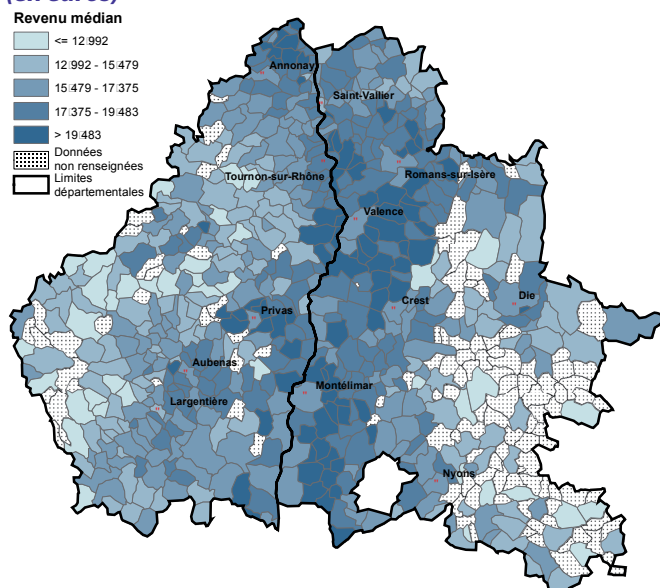 (en euros)
Revenu médian
<= 12 992
12 992 - 15 479
15 479 - 17 375
17 375 - 19 483
> 19 483
Données
non renseignées
Limites
départementales
Annonay
Saint-Vallier
Tournon-sur-Rhône
Romans-sur-Isère
Valence
Die
Crest
Privas
Aubenas
Montélimar
Largentière
Nyons